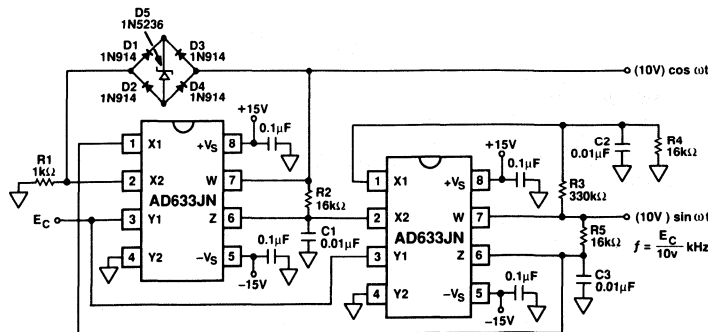 D5
1N5236
D1
1N914
D3
1N914
D2
1N914
D4
1N914
(10V) cos ωt
+15V
0.1µF
R1
1kΩ
1 X1 +VS 8
2 X2 W 7
AD633JN
3 Y1 Z 6
4 Y2 −VS 5
EC
R2
16kΩ
C1
0.01µF
0.1µF
−15V
+15V
0.1µF
C2
0.01µF
R4
16kΩ
R3
330kΩ
1 X1 +VS 8
2 X2 W 7
AD633JN
3 Y1 Z 6
4 Y2 −VS 5
(10V) sin ωt
R5
16kΩ
f = EC/10v kHz
C3
0.01µF
0.1µF
−15V